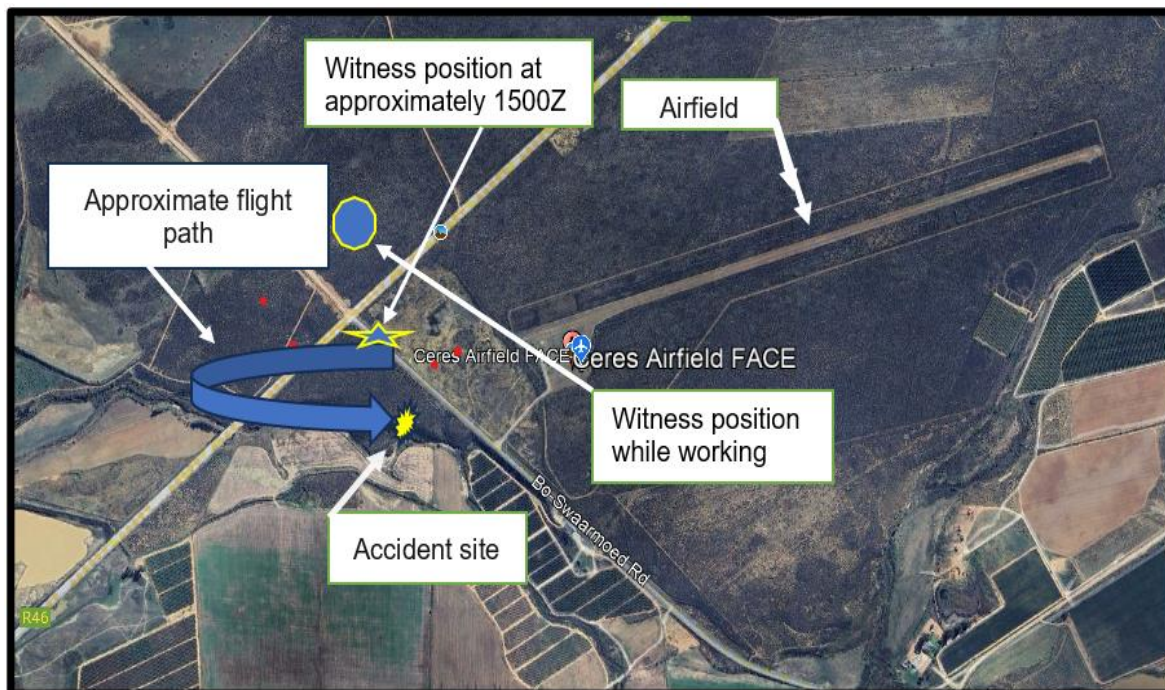 Witness position at
approximately 1500Z
Airfield
Approximate flight
path
Ceres Airfield FACE
Ceres Airfield FACE
Witness position
while working
Bo-Swaarmoed Rd
Accident site
R46